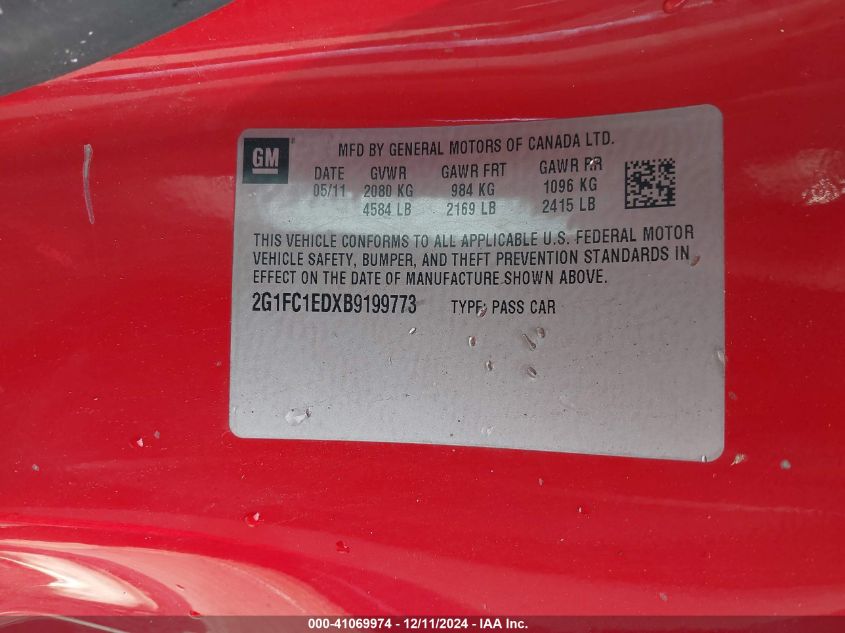 GM
MFD BY GENERAL MOTORS OF CANADA LTD.
DATE GVWR GAWR FRT GAWR RR
05/11 2080 KG 984 KG 1096 KG
4584 LB 2169 LB 2415 LB
THIS VEHICLE CONFORMS TO ALL APPLICABLE U.S. FEDERAL MOTOR
VEHICLE SAFETY, BUMPER, AND THEFT PREVENTION STANDARDS IN
EFFECT ON THE DATE OF MANUFACTURE SHOWN ABOVE.
2G1FC1EDXB9199773 TYPE: PASS CAR
000-41069974 - 12/11/2024 - IAA Inc.